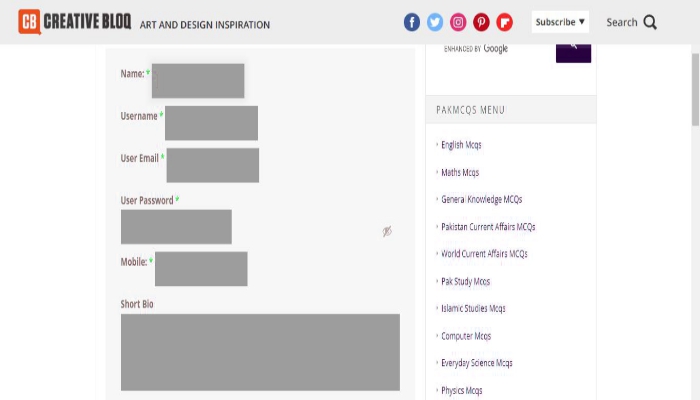 CB CREATIVE BLOQ ART AND DESIGN INSPIRATION
Subscribe ▼
Search
ENHANCED BY Google
Name: *
Username *
User Email *
User Password *
Mobile: *
Short Bio
PAKMCQS MENU
English Mcqs
Maths Mcqs
General Knowledge MCQs
Pakistan Current Affairs MCQs
World Current Affairs MCQs
Pak Study Mcqs
Islamic Studies Mcqs
Computer Mcqs
Everyday Science Mcqs
Physics Mcqs